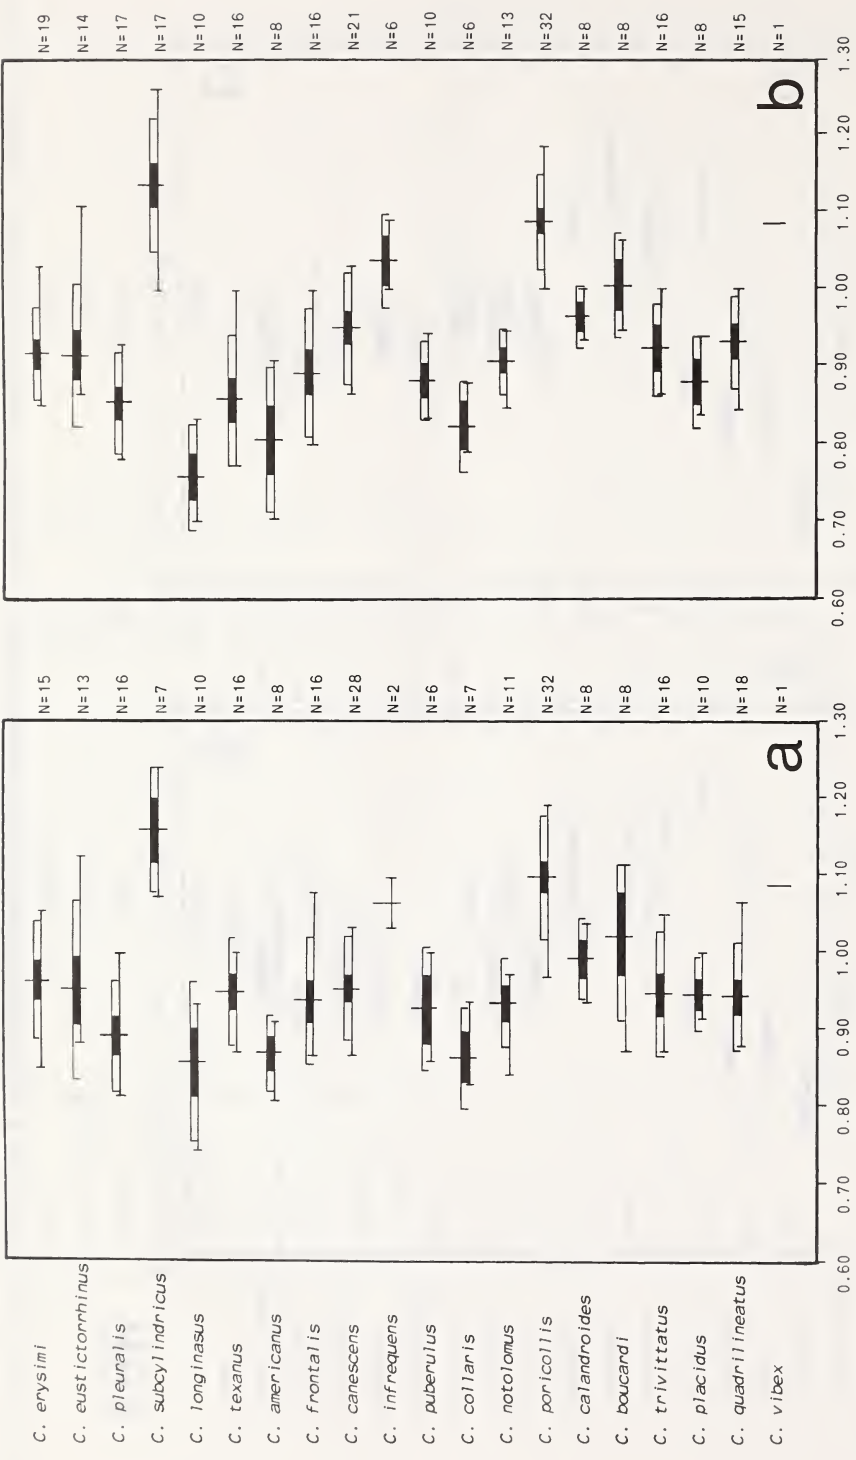 C. erysimi N=15 N=19
C. eustictorrhinus N=13 N=14
C. pleuralis N=16 N=17
C. subcylindricus N=7 N=17
C. longinasus N=10 N=10
C. texanus N=16 N=16
C. americanus N=8 N=8
C. frontalis N=16 N=16
C. canescens N=28 N=21
C. infrequens N=2 N=6
C. puberulus N=6 N=10
C. collaris N=7 N=6
C. notolomus N=11 N=13
C. poricollis N=32 N=32
C. calandroides N=8 N=8
C. boucardi N=8 N=8
C. trivittatus N=16 N=16
C. placidus N=10 N=8
C. quadrilineatus N=18 N=15
C. vibex N=1 N=1
a b
0.60 0.70 0.80 0.90 1.00 1.10 1.20 1.30 0.60 0.70 0.80 0.90 1.00 1.10 1.20 1.30